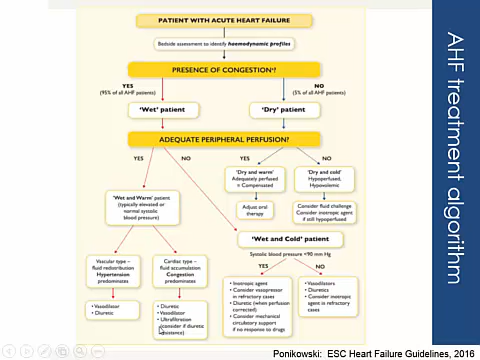 PATIENT WITH ACUTE HEART FAILURE
Bedside assessment to identify haemodynamic profiles
PRESENCE OF CONGESTION*?
YES
(95% of all AHF patients)
NO
(5% of all AHF patients)
'Wet' patient
'Dry' patient
ADEQUATE PERIPHERAL PERFUSION?
YES
NO
YES
NO
'Dry and warm'
Adequately perfused
= Compensated
'Dry and cold'
Hypoperfused,
Hypovolemic
'Wet and Warm' patient
(typically elevated or
normal systolic
blood pressure)
Adjust oral
therapy
Consider fluid challenge
Consider inotropic agent
if still hypoperfused
'Wet and Cold' patient
Systolic blood pressure <90 mm Hg
Vascular type –
fluid redistribution
Hypertension
predominates
Cardiac type –
fluid accumulation
Congestion
predominates
YES
NO
• Vasodilator
• Diuretic
• Diuretic
• Vasodilator
• Ultrafiltration
(consider if diuretic
resistance)
• Inotropic agent
• Consider vasopressor
in refractory cases
• Diuretic (when perfusion
corrected)
• Consider mechanical
circulatory support
if no response to drugs
• Vasodilators
• Diuretics
• Consider inotropic
agent in refractory
cases
AHF treatment algorithm
Ponikowski: ESC Heart Failure Guidelines, 2016